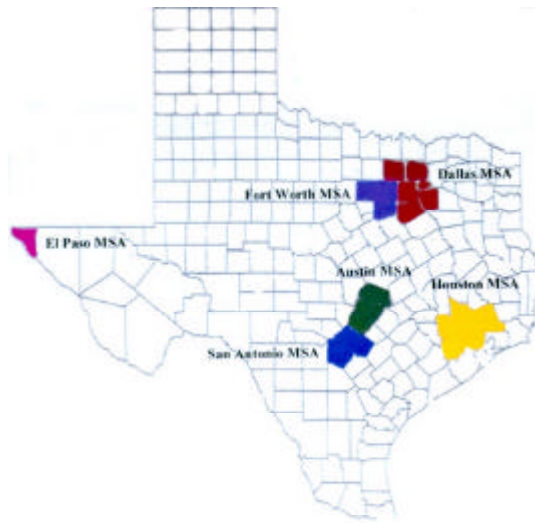 Dallas MSA
Fort Worth MSA
El Paso MSA
Austin MSA
Houston MSA
San Antonio MSA